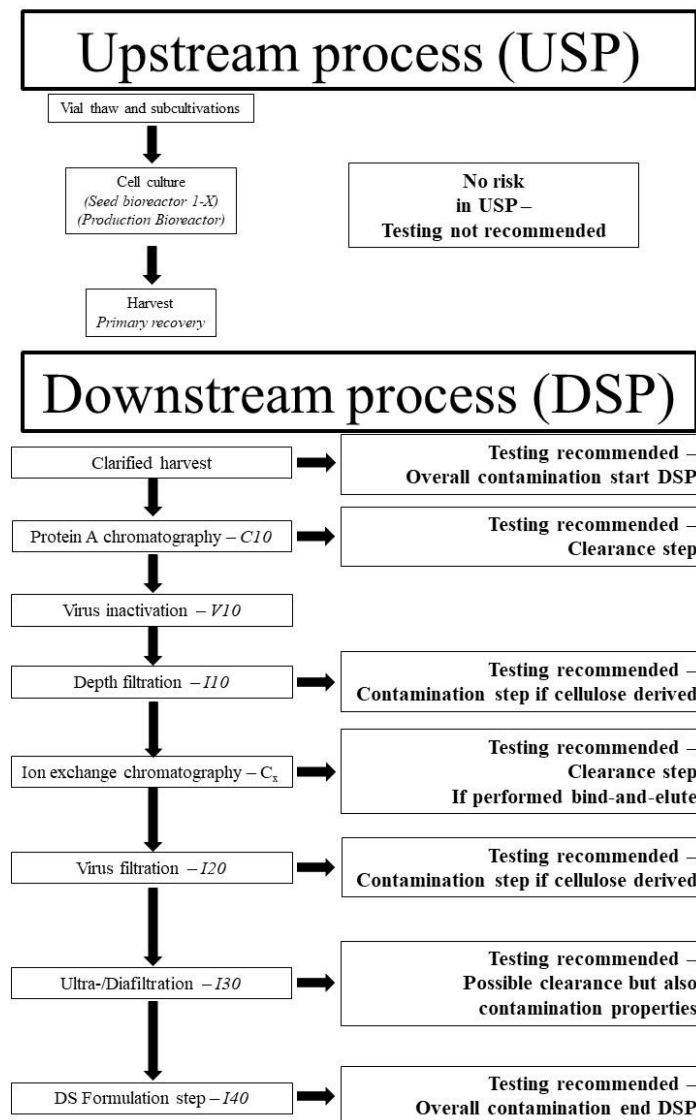 Upstream process (USP)
Vial thaw and subcultivations
Cell culture
(Seed bioreactor 1-X)
(Production Bioreactor)
No risk
in USP –
Testing not recommended
Harvest
Primary recovery
Downstream process (DSP)
Clarified harvest
Testing recommended –
Overall contamination start DSP
Protein A chromatography – C10
Testing recommended –
Clearance step
Virus inactivation – V10
Depth filtration – I10
Testing recommended –
Contamination step if cellulose derived
Ion exchange chromatography – Cx
Testing recommended –
Clearance step
If performed bind-and-elute
Virus filtration – I20
Testing recommended –
Contamination step if cellulose derived
Ultra-/Diafiltration – I30
Testing recommended –
Possible clearance but also
contamination properties
DS Formulation step – I40
Testing recommended –
Overall contamination end DSP